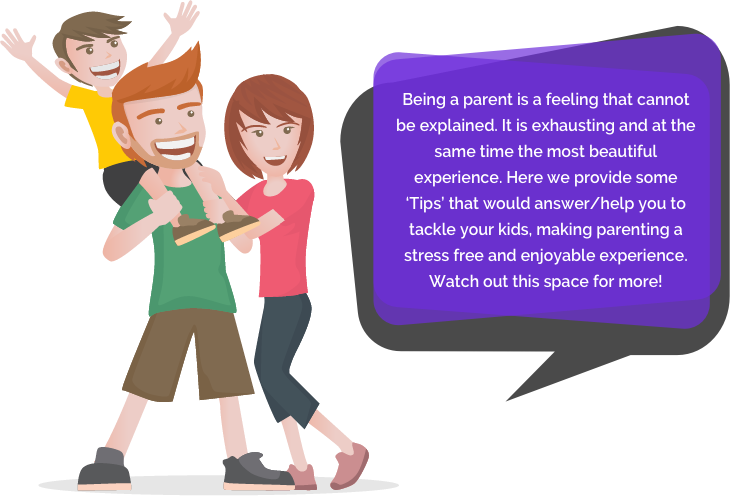 Being a parent is a feeling that cannot
be explained. It is exhausting and at the
same time the most beautiful
experience. Here we provide some
‘Tips’ that would answer/help you to
tackle your kids, making parenting a
stress free and enjoyable experience.
Watch out this space for more!